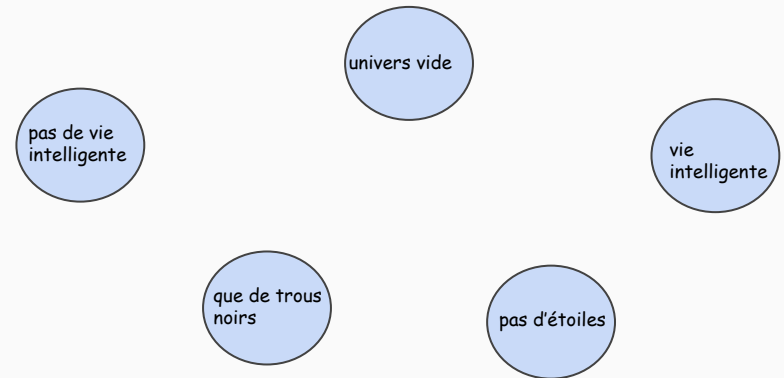 univers vide
pas de vie
intelligente
vie
intelligente
que de trous
noirs
pas d'étoiles